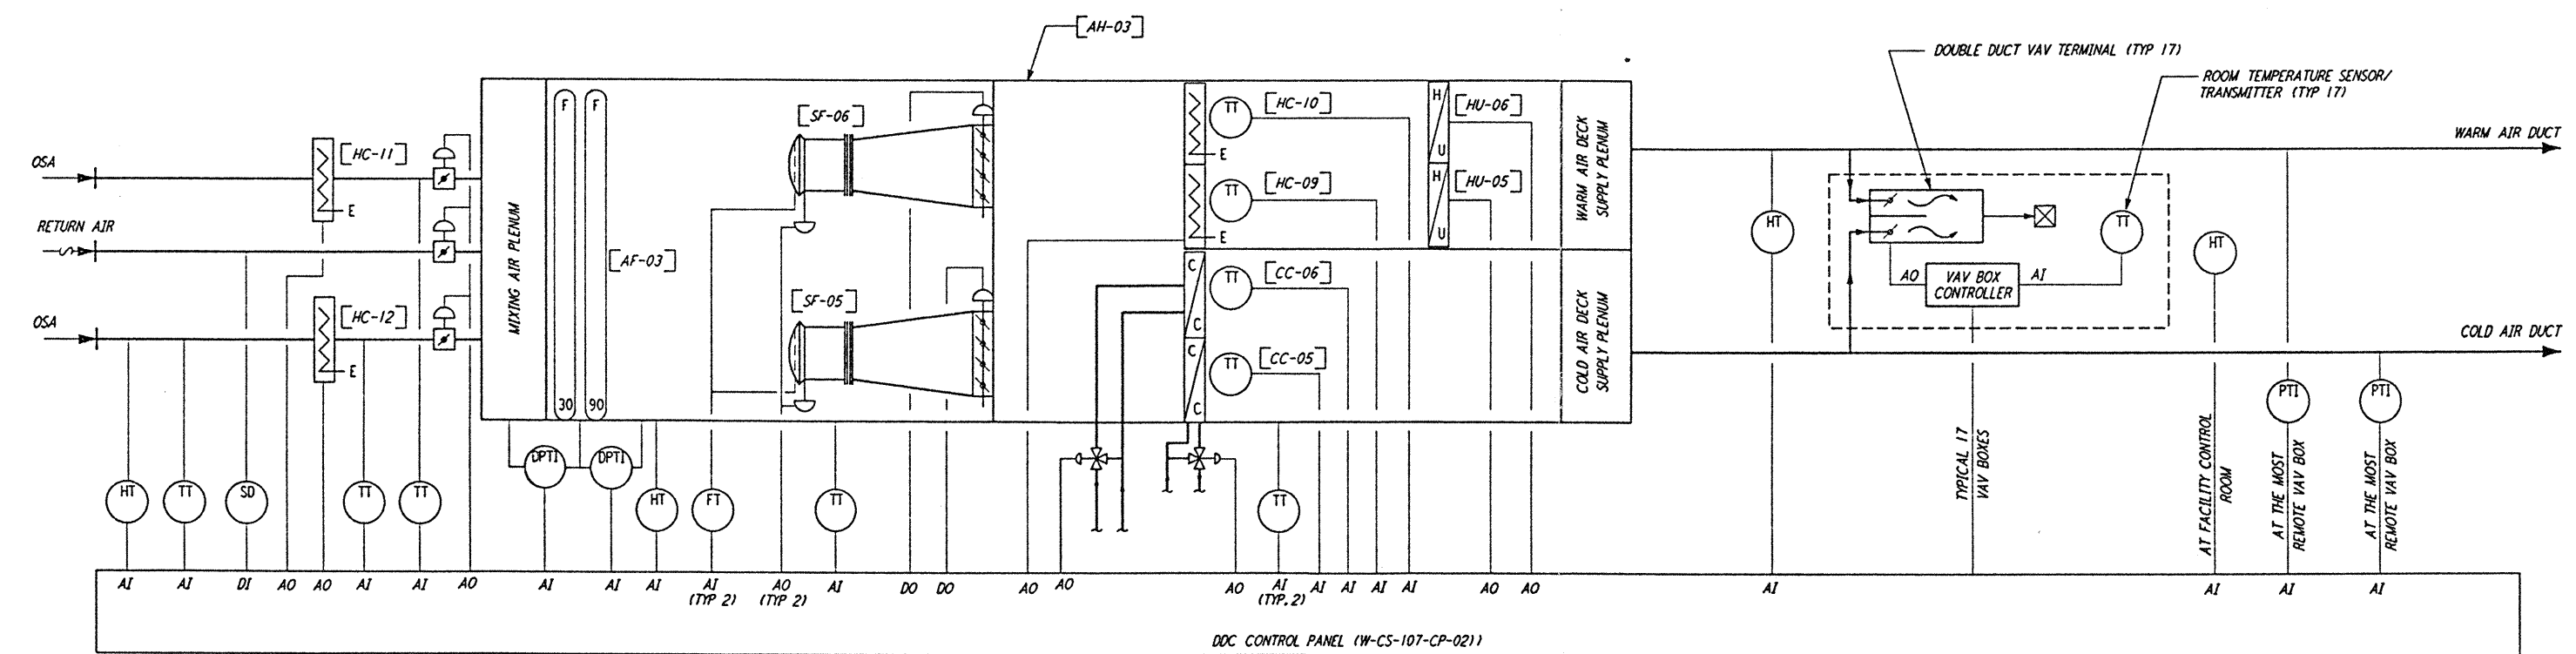 [AH-03]
DOUBLE DUCT VAV TERMINAL (TYP 17)
ROOM TEMPERATURE SENSOR/
TRANSMITTER (TYP 17)
WARM AIR DUCT
OSA
[HC-11]
E
RETURN AIR
OSA
[HC-12]
E
MIXING AIR PLENUM
F
F
30
90
[AF-03]
[SF-06]
[SF-05]
TT
[HC-10]
E
TT
[HC-09]
E
H
U
[HU-06]
H
U
[HU-05]
C
C
TT
[CC-06]
C
C
TT
[CC-05]
WARM AIR DECK
SUPPLY PLENUM
COLD AIR DECK
SUPPLY PLENUM
HT
AO
VAV BOX
CONTROLLER
AI
TT
HT
COLD AIR DUCT
PTI
PTI
HT
TT
SD
TT
TT
DPTI
DPTI
HT
FT
TT
TT
TYPICAL 17
VAV BOXES
AT FACILITY CONTROL
ROOM
AT THE MOST
REMOTE VAV BOX
AT THE MOST
REMOTE VAV BOX
AI AI DI AO AO AI AI AO AI AI AI AI AO AI DO DO AO AO AO AI AI AI AI AI AO AO AI AI AI AI
(TYP 2) (TYP 2) (TYP.2)
DDC CONTROL PANEL (W-CS-107-CP-02))